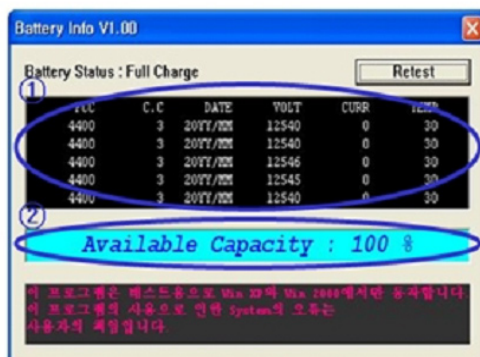 Battery Info V1.00
Battery Status : Full Charge
Retest
①
FCC C.C DATE VOLT CURR TEMP
4400 3 20YY/MM 12540 0 30
4400 3 20YY/MM 12540 0 30
4400 3 20YY/MM 12546 0 30
4400 3 20YY/MM 12545 0 30
4400 3 20YY/MM 12540 0 30
②
Available Capacity : 100 %
이 프로그램은 테스트용으로 Win XP와 Win 2000에서만 동작합니다.
이 프로그램의 사용으로 인한 System의 오류는
사용자의 책임입니다.